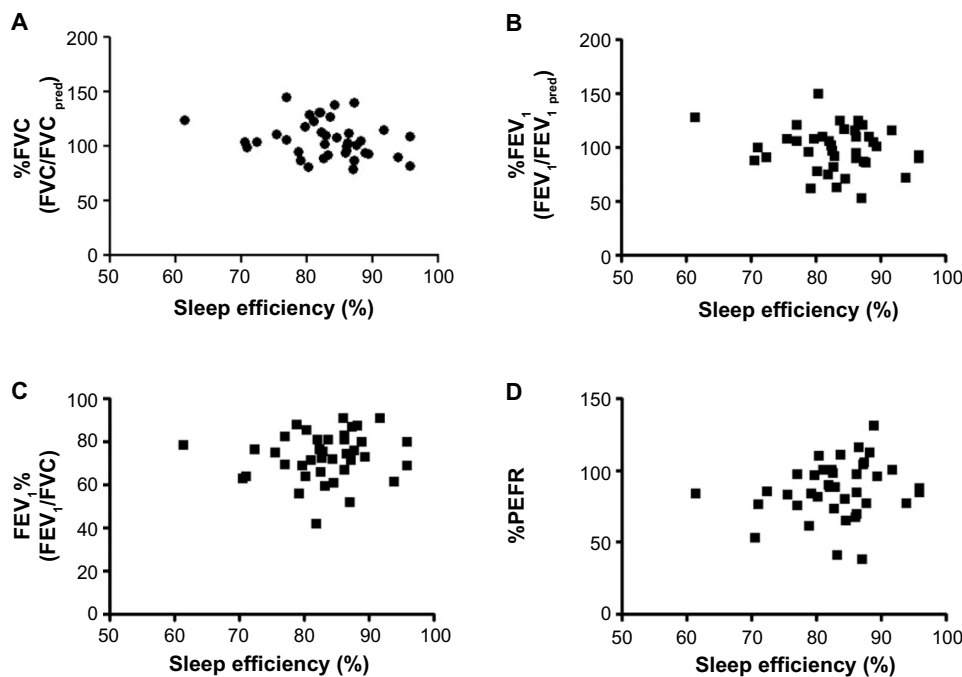 A
%FVC
(FVC/FVC pred)
200
150
100
50
0
50 60 70 80 90 100
Sleep efficiency (%)
B
%FEV1
(FEV1/FEV1 pred)
200
150
100
50
0
50 60 70 80 90 100
Sleep efficiency (%)
C
FEV1%
(FEV1/FVC)
100
80
60
40
20
0
50 60 70 80 90 100
Sleep efficiency (%)
D
%PEFR
150
100
50
0
50 60 70 80 90 100
Sleep efficiency (%)